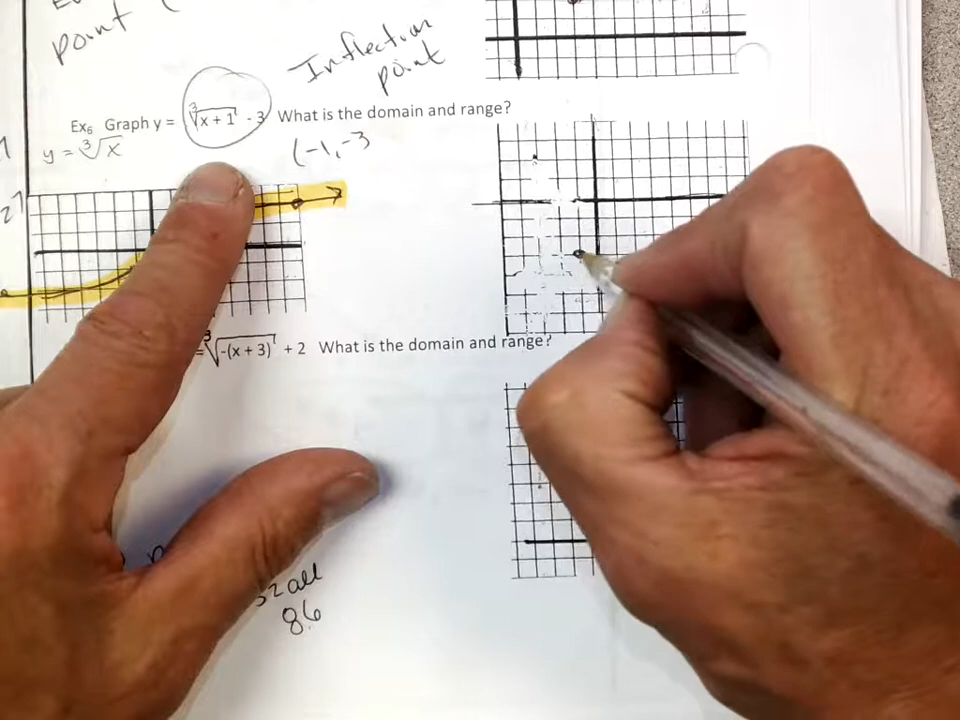 point (
Inflection
point
Ex6 Graph y = ∛(x + 1) - 3 What is the domain and range?
y = ∛x
(-1, -3
= ∛(-(x + 3)) + 2 What is the domain and range?
all
86